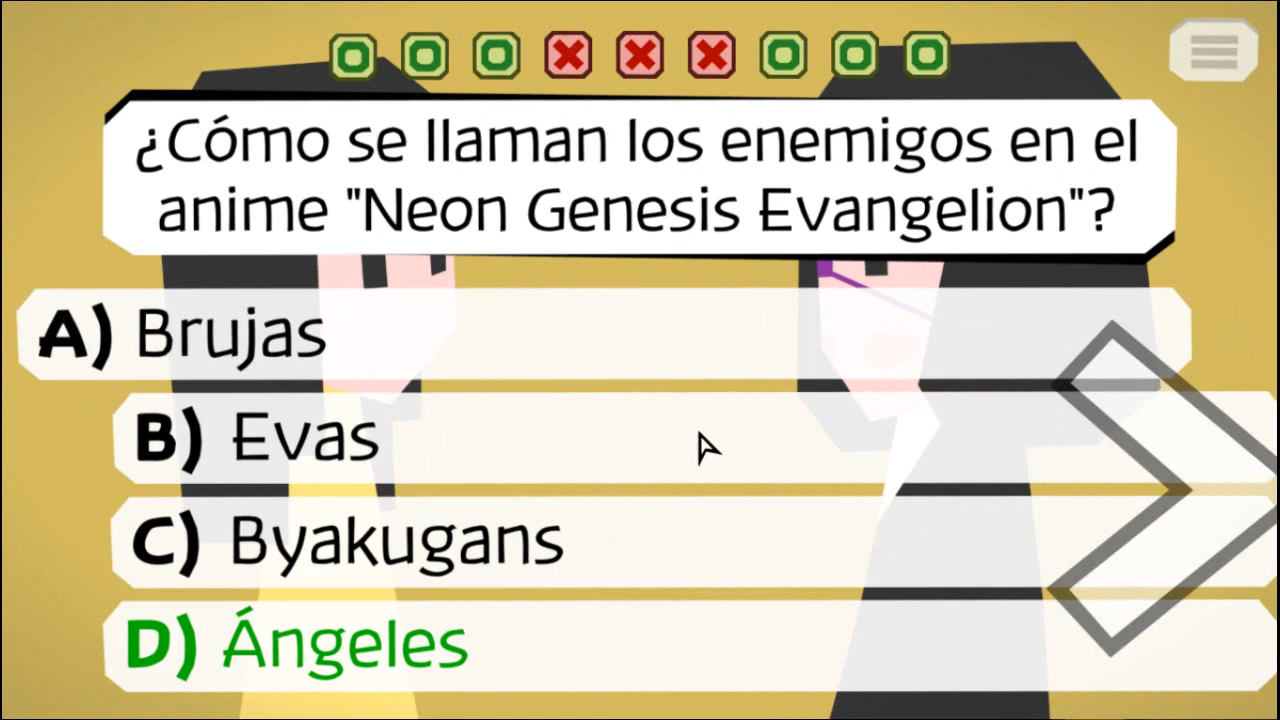 ¿Cómo se llaman los enemigos en el
anime "Neon Genesis Evangelion"?
A) Brujas
B) Evas
C) Byakugans
D) Ángeles